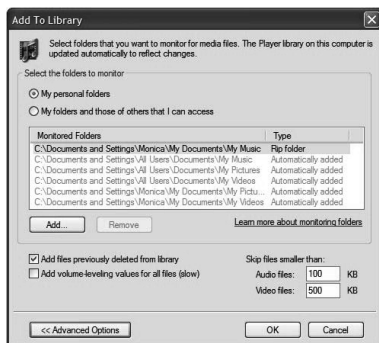 Add To Library
Select folders that you want to monitor for media files. The Player library on this computer is
updated automatically to reflect changes.
Select the folders to monitor
My personal folders
My folders and those of others that I can access
Monitored Folders Type
C:\Documents and Settings\Monica\My Documents\My Music Rip folder
C:\Documents and Settings\All Users\Documents\My Music Automatically added
C:\Documents and Settings\All Users\Documents\My Pictures Automatically added
C:\Documents and Settings\All Users\Documents\My Videos Automatically added
C:\Documents and Settings\Monica\My Documents\My Pictu... Automatically added
C:\Documents and Settings\Monica\My Documents\My Videos Automatically added
Add... Remove Learn more about monitoring folders
Add files previously deleted from library Skip files smaller than:
Add volume-leveling values for all files (slow) Audio files: 100 KB
Video files: 500 KB
<< Advanced Options OK Cancel